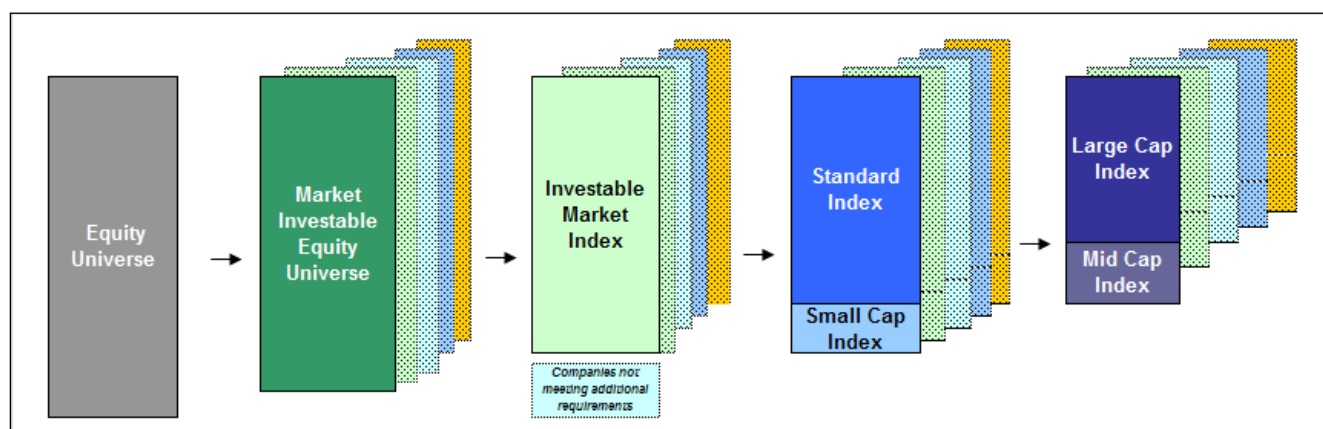 Equity
Universe
Market
Investable
Equity
Universe
Investable
Market
Index
Companies not
meeting additional
requirements
Standard
Index
Small Cap
Index
Large Cap
Index
Mid Cap
Index